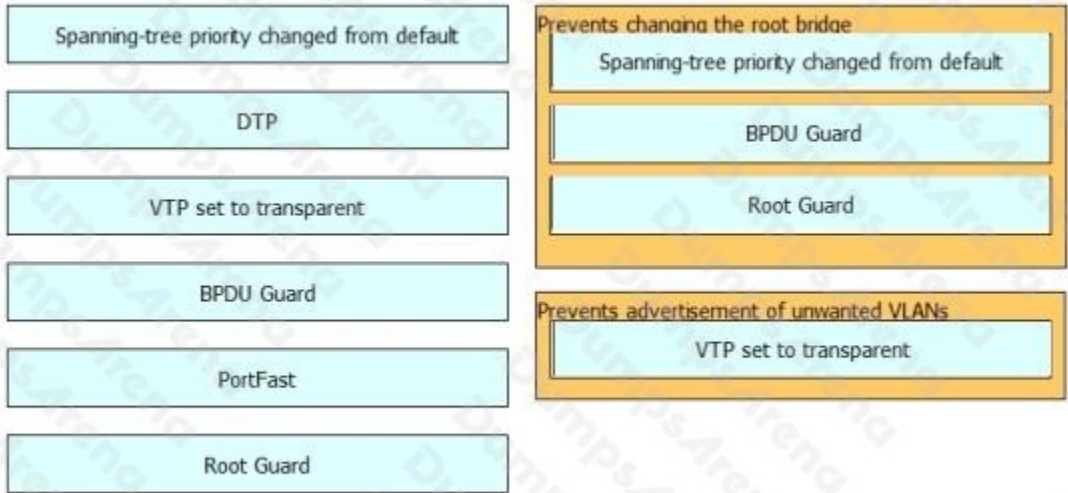 Spanning-tree priority changed from default
DTP
VTP set to transparent
BPDU Guard
PortFast
Root Guard
Prevents changing the root bridge
Spanning-tree priority changed from default
BPDU Guard
Root Guard
Prevents advertisement of unwanted VLANs
VTP set to transparent
DumpsArena